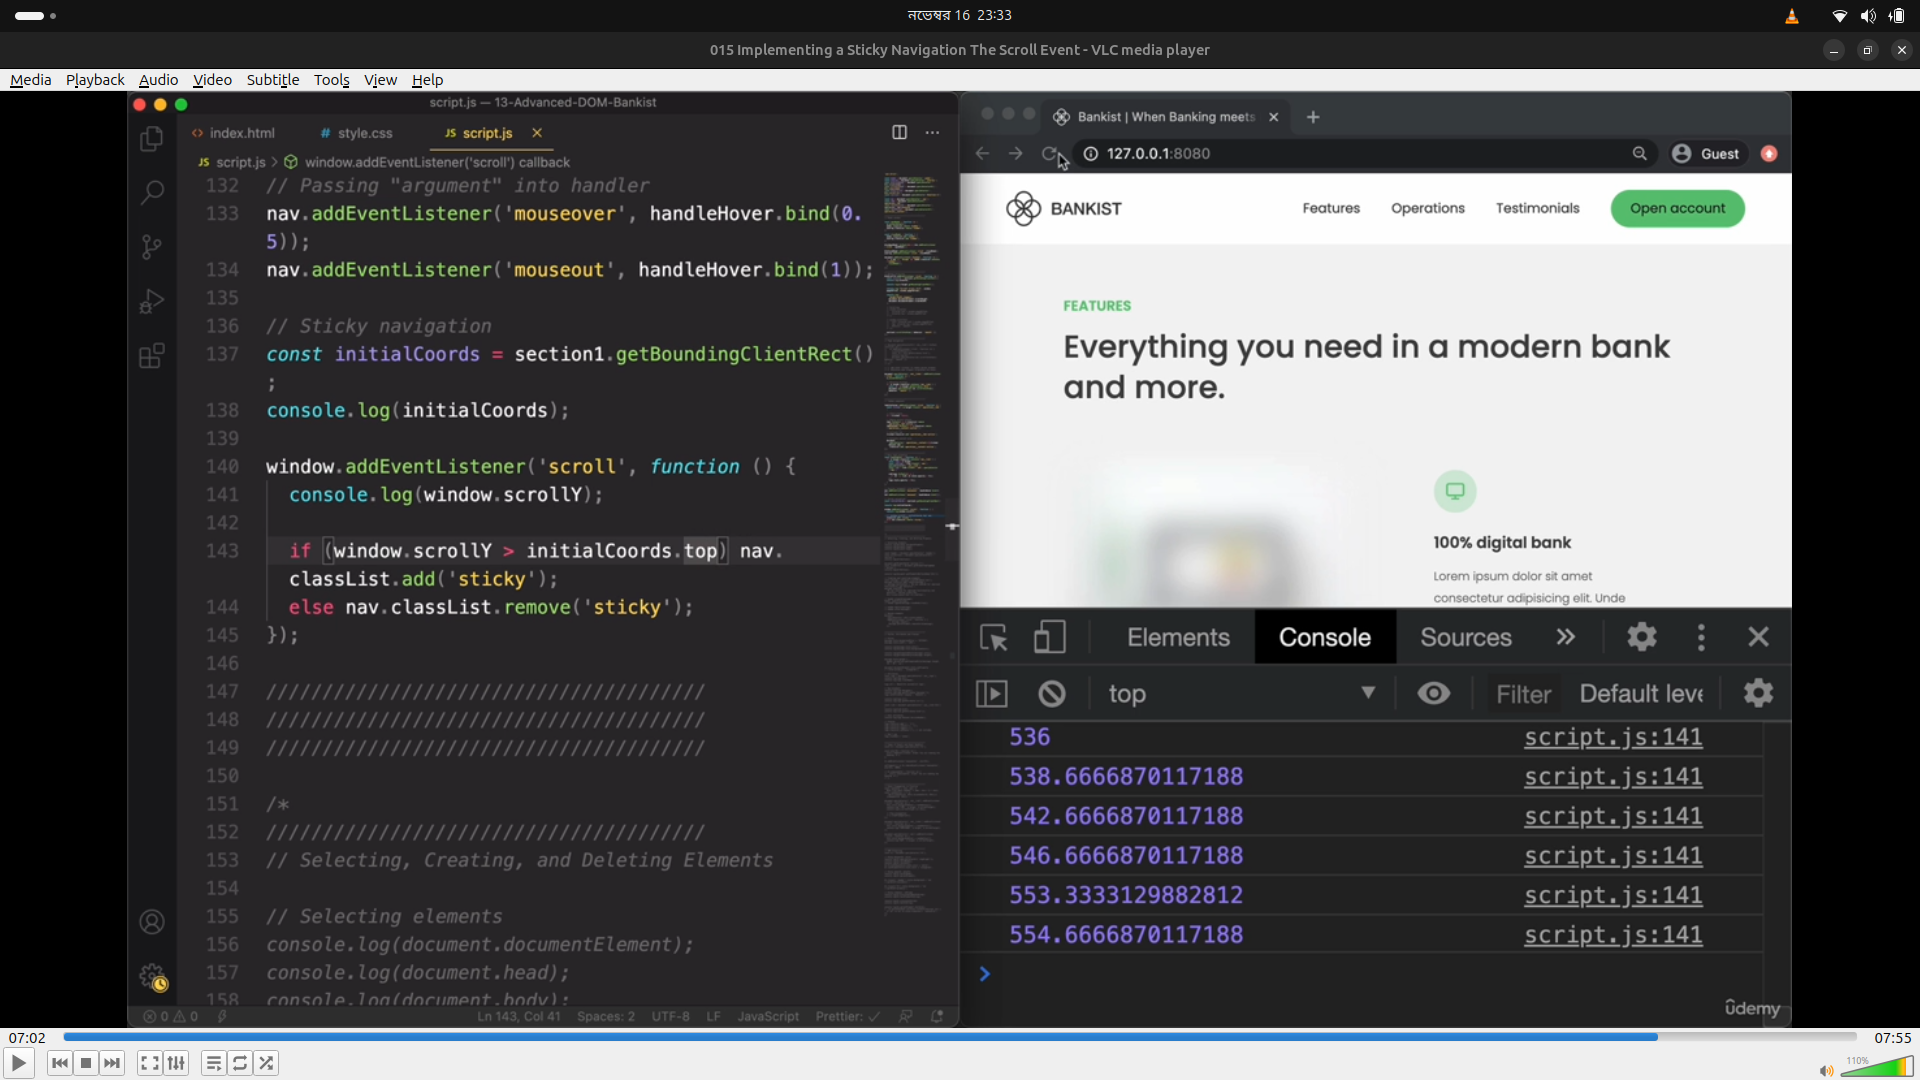 নভেম্বর 16 23:33
015 Implementing a Sticky Navigation The Scroll Event - VLC media player
Media Playback Audio Video Subtitle Tools View Help
script.js — 13-Advanced-DOM-Bankist
index.html
style.css
JS script.js
JS script.js > window.addEventListener('scroll') callback
132 // Passing "argument" into handler
133 nav.addEventListener('mouseover', handleHover.bind(0.
5));
134 nav.addEventListener('mouseout', handleHover.bind(1));
135
136 // Sticky navigation
137 const initialCoords = section1.getBoundingClientRect()
;
138 console.log(initialCoords);
139
140 window.addEventListener('scroll', function () {
141 console.log(window.scrollY);
142
143 if (window.scrollY > initialCoords.top) nav.
classList.add('sticky');
144 else nav.classList.remove('sticky');
145 });
146
147 ///////////////////////////////////////
148 ///////////////////////////////////////
149 ///////////////////////////////////////
150
151 /*
152 ///////////////////////////////////////
153 // Selecting, Creating, and Deleting Elements
154
155 // Selecting elements
156 console.log(document.documentElement);
157 console.log(document.head);
158 console.log(document.body);
0 0 Ln 143, Col 41 Spaces: 2 UTF-8 LF JavaScript Prettier: ✓
Bankist | When Banking meets
127.0.0.1:8080
Guest
BANKIST
Features Operations Testimonials Open account
FEATURES
Everything you need in a modern bank
and more.
100% digital bank
Lorem ipsum dolor sit amet
consectetur adipisicing elit. Unde
Elements Console Sources »
top Filter Default leve
536 script.js:141
538.6666870117188 script.js:141
542.6666870117188 script.js:141
546.6666870117188 script.js:141
553.3333129882812 script.js:141
554.6666870117188 script.js:141
>
ûdemy
07:02 07:55
110%